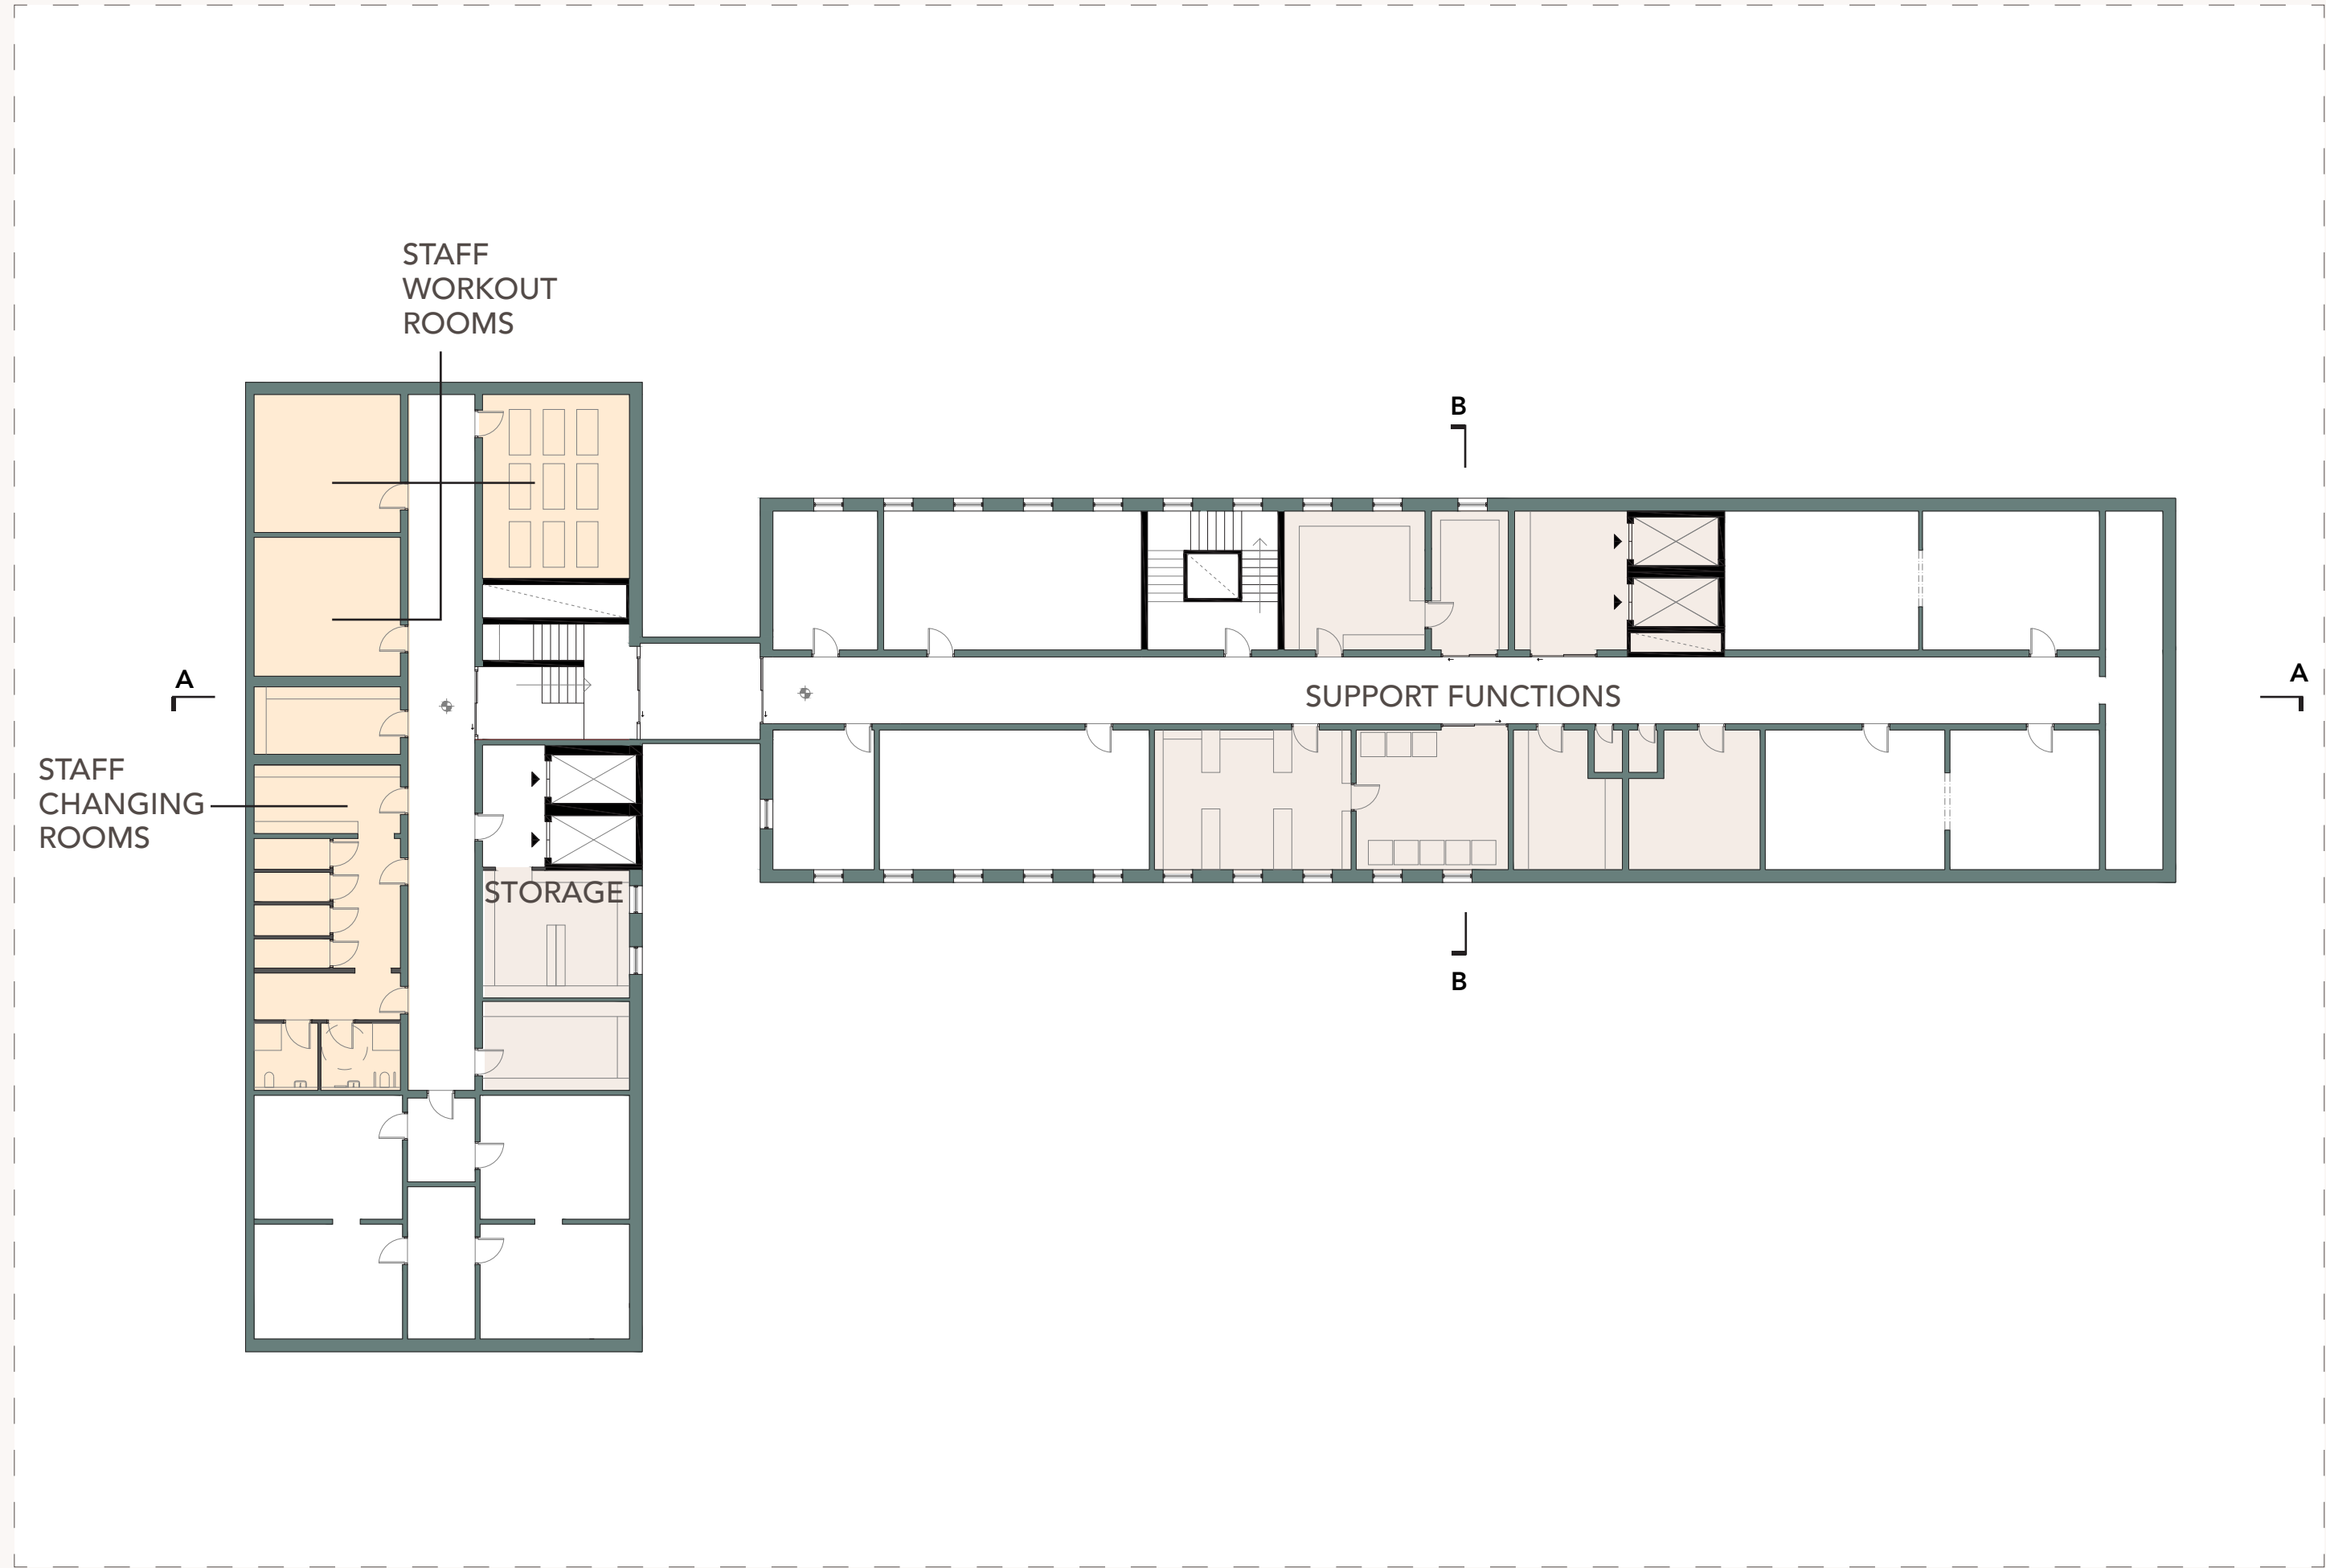 STAFF
WORKOUT
ROOMS
B
A
A
SUPPORT FUNCTIONS
STAFF
CHANGING
ROOMS
STORAGE
B